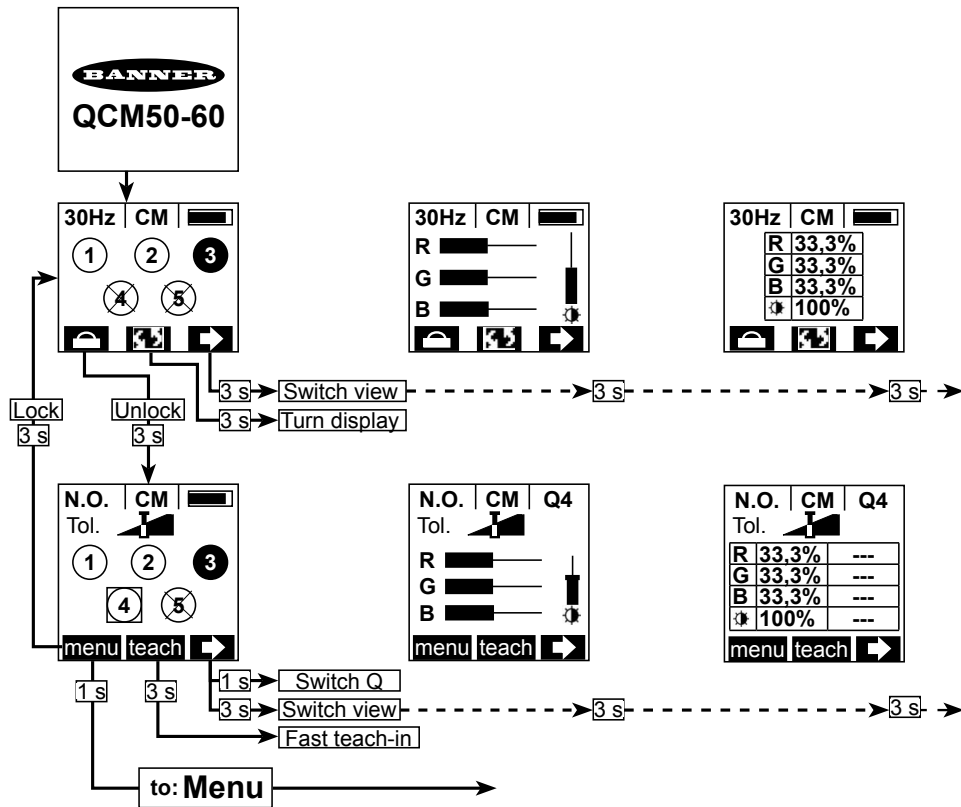 BANNER
QCM50-60
30Hz CM
1 2 3
4 5
30Hz CM
R
G
B
30Hz CM
R 33,3%
G 33,3%
B 33,3%
100%
3 s Switch view 3 s 3 s
3 s Turn display
Lock
3 s
Unlock
3 s
N.O. CM
Tol.
1 2 3
4 5
menu teach
N.O. CM Q4
Tol.
R
G
B
menu teach
N.O. CM Q4
Tol.
R 33,3% ---
G 33,3% ---
B 33,3% ---
100% ---
menu teach
1 s
3 s
1 s Switch Q
3 s Switch view 3 s 3 s
Fast teach-in
to: Menu